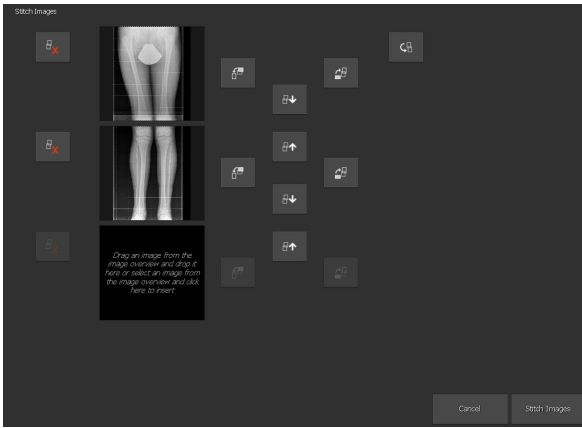 Stitch Images
Drag an image from the
image overview and drop it
here or select an image from
the image overview and click
here to insert
Cancel
Stitch Images